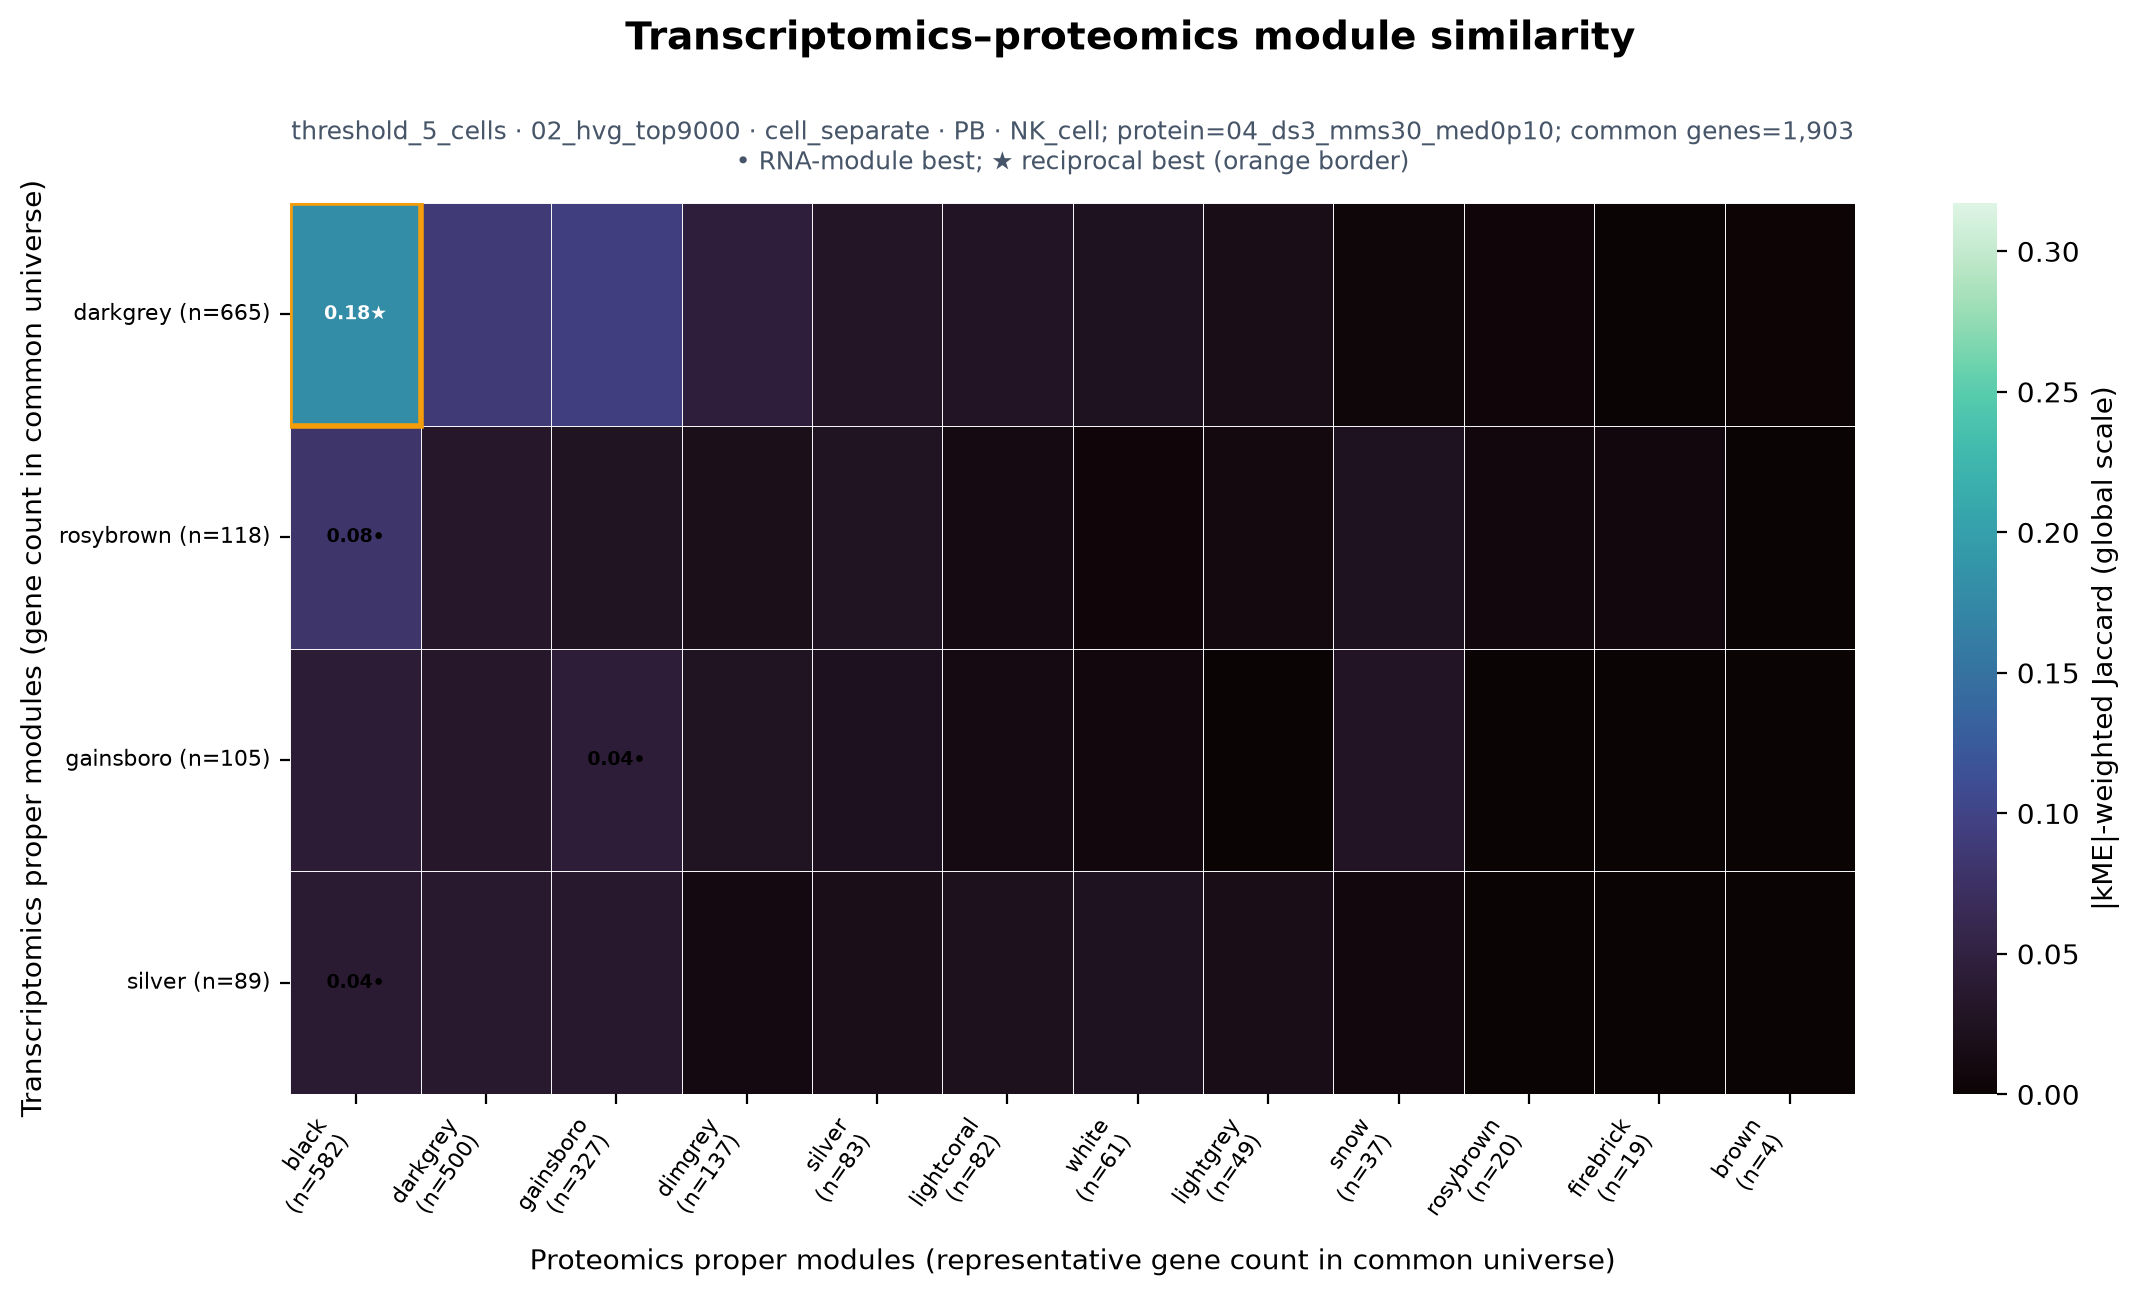 Transcriptomics–proteomics module similarity
threshold_5_cells · 02_hvg_top9000 · cell_separate · PB · NK_cell; protein=04_ds3_mms30_med0p10; common genes=1,903
• RNA-module best; ★ reciprocal best (orange border)
Transcriptomics proper modules (gene count in common universe)
darkgrey (n=665)
rosybrown (n=118)
gainsboro (n=105)
silver (n=89)
0.18★
0.08•
0.04•
0.04•
black
(n=582)
darkgrey
(n=500)
gainsboro
(n=327)
dimgrey
(n=137)
silver
(n=83)
lightcoral
(n=82)
white
(n=61)
lightgrey
(n=49)
snow
(n=37)
rosybrown
(n=20)
firebrick
(n=19)
brown
(n=4)
Proteomics proper modules (representative gene count in common universe)
0.30
0.25
0.20
0.15
0.10
0.05
0.00
|kME|-weighted Jaccard (global scale)